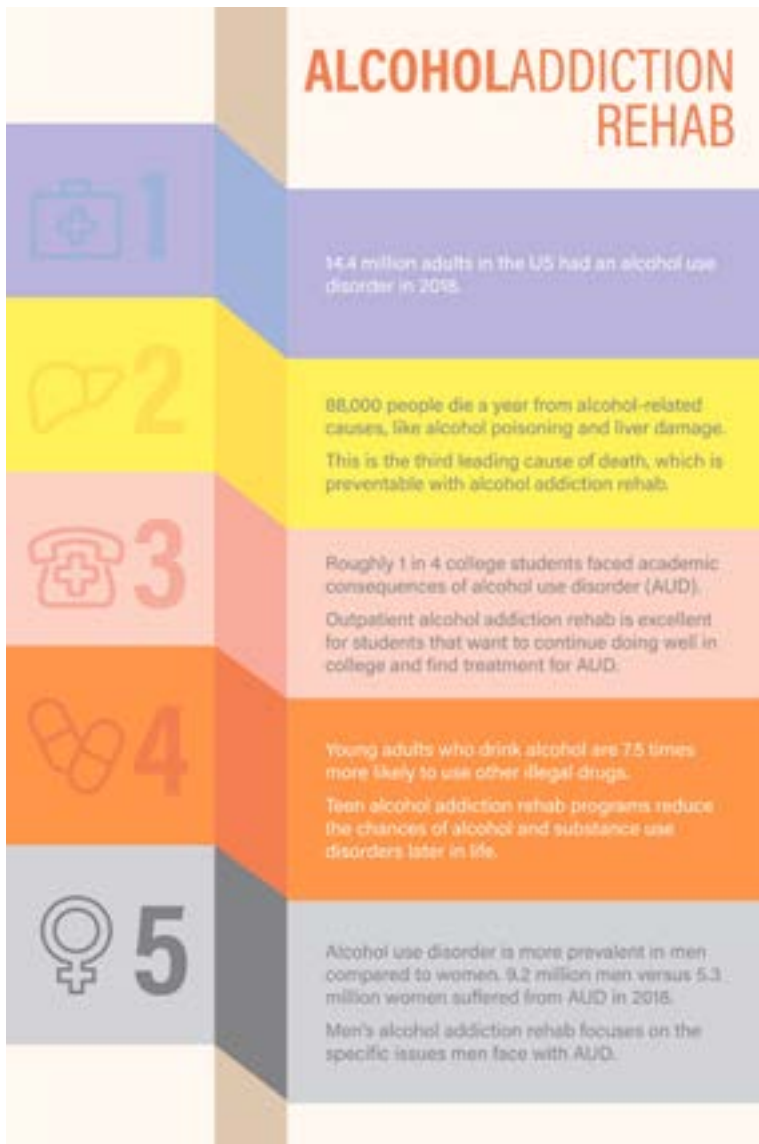 ALCOHOLADDICTION
REHAB
1
14.4 million adults in the US had an alcohol use
disorder in 2018.
2
88,000 people die a year from alcohol-related
causes, like alcohol poisoning and liver damage.
This is the third leading cause of death, which is
preventable with alcohol addiction rehab.
3
Roughly 1 in 4 college students faced academic
consequences of alcohol use disorder (AUD).
Outpatient alcohol addiction rehab is excellent
for students that want to continue doing well in
college and find treatment for AUD.
4
Young adults who drink alcohol are 7.5 times
more likely to use other illegal drugs.
Teen alcohol addiction rehab programs reduce
the chances of alcohol and substance use
disorders later in life.
5
Alcohol use disorder is more prevalent in men
compared to women. 9.2 million men versus 5.3
million women suffered from AUD in 2018.
Men's alcohol addiction rehab focuses on the
specific issues men face with AUD.